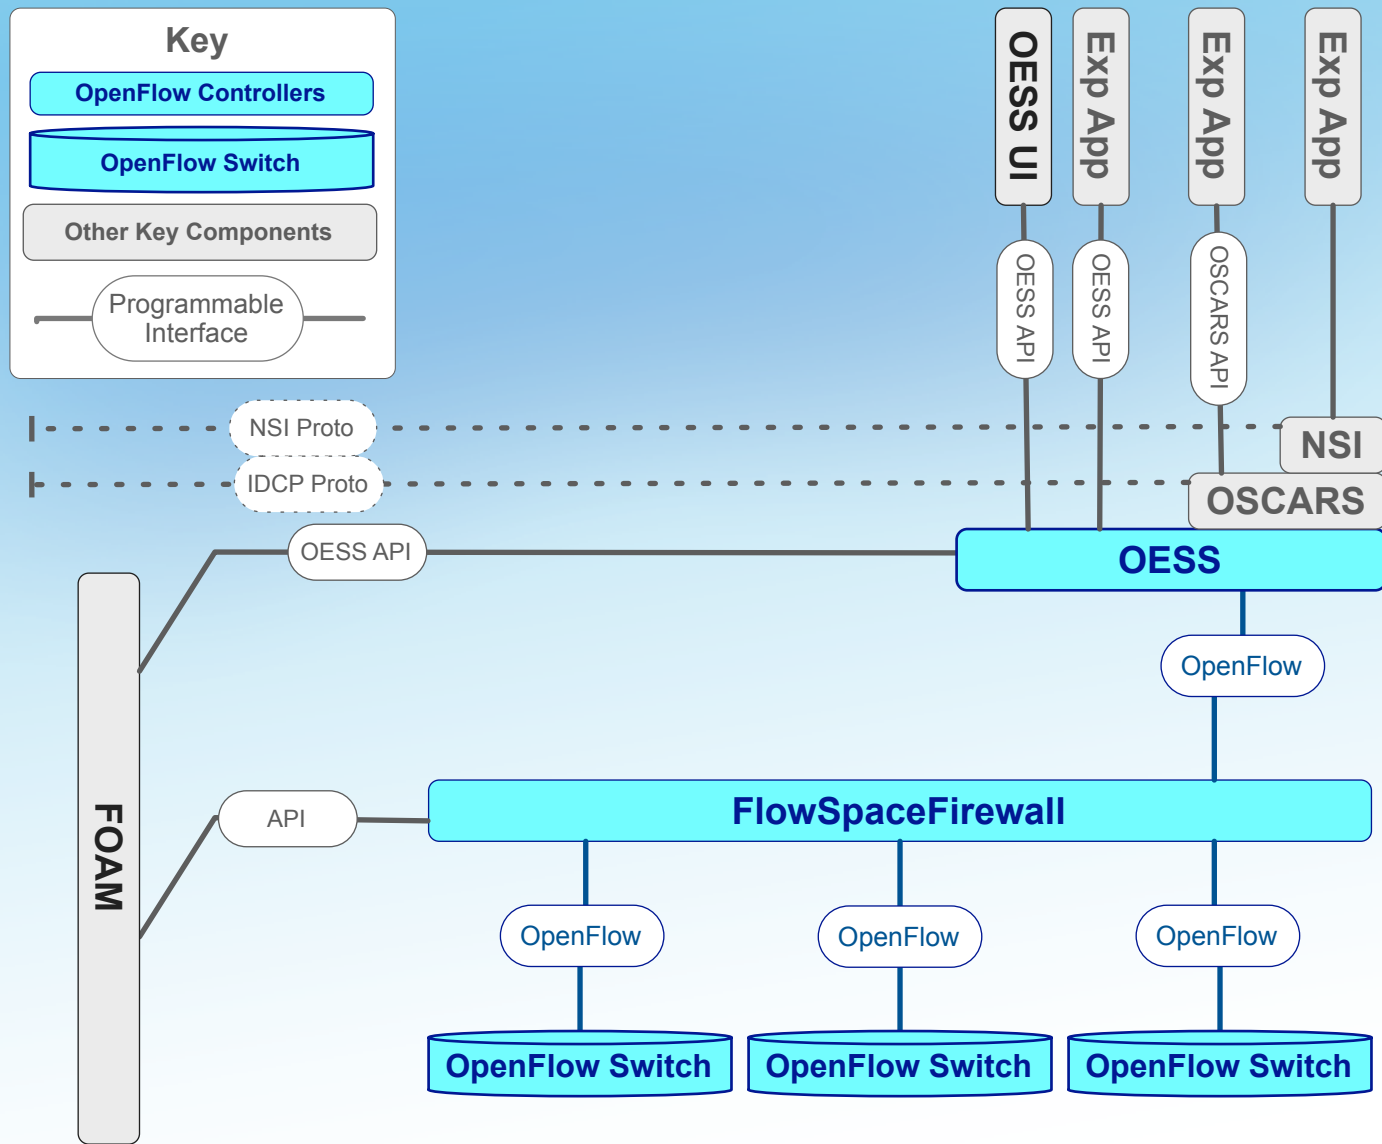 Key
OpenFlow Controllers
OpenFlow Switch
Other Key Components
Programmable
Interface
OESS UI
Exp App
Exp App
Exp App
OESS API
OESS API
OSCARS API
NSI Proto
NSI
IDCP Proto
OSCARS
OESS API
OESS
OpenFlow
FOAM
API
FlowSpaceFirewall
OpenFlow
OpenFlow
OpenFlow
OpenFlow Switch
OpenFlow Switch
OpenFlow Switch